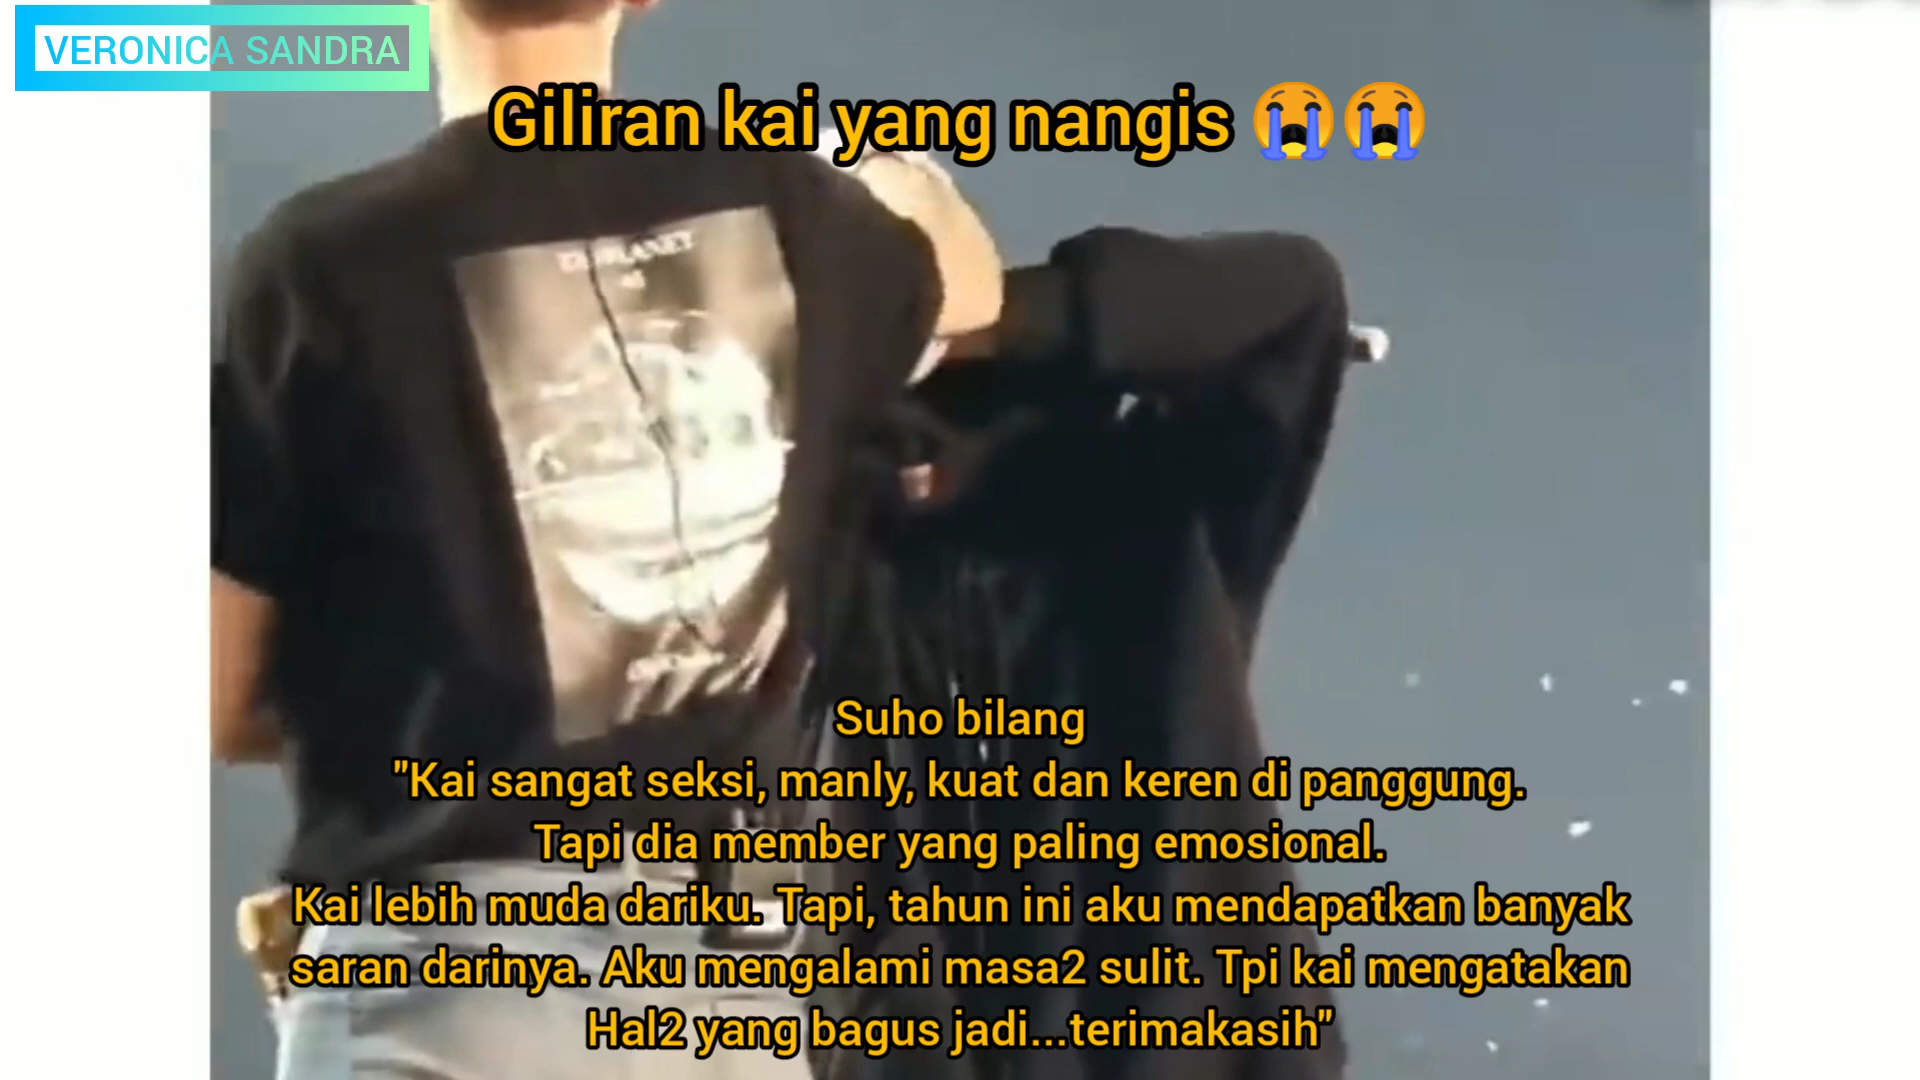 VERONICA SANDRA
Giliran kai yang nangis 😭😭
Suho bilang
"Kai sangat seksi, manly, kuat dan keren di panggung.
Tapi dia member yang paling emosional.
Kai lebih muda dariku. Tapi, tahun ini aku mendapatkan banyak
saran darinya. Aku mengalami masa2 sulit. Tpi kai mengatakan
Hal2 yang bagus jadi...terimakasih"